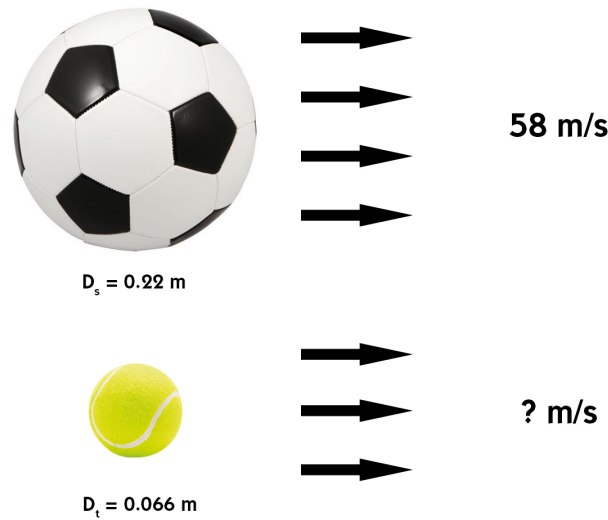 58 m/s
Dₛ = 0.22 m
? m/s
Dₜ = 0.066 m